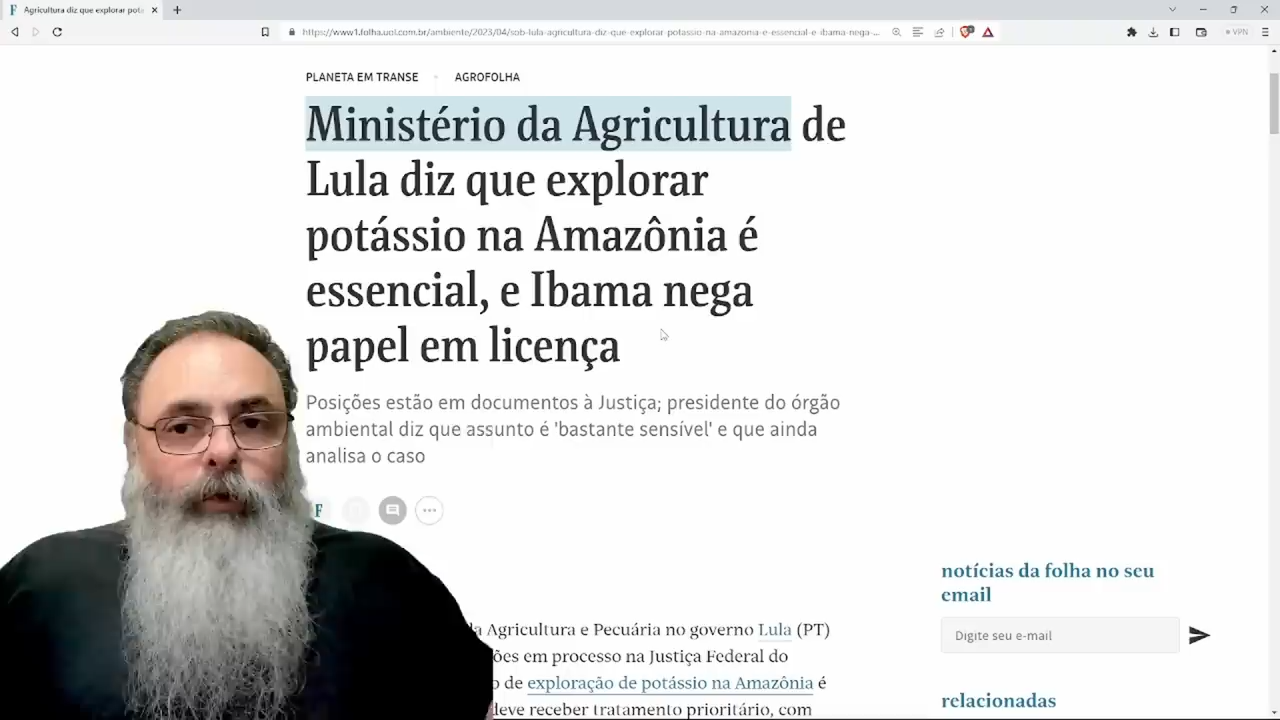 Agricultura diz que explorar pota
https://www1.folha.uol.com.br/ambiente/2023/04/sob-lula-agricultura-diz-que-explorar-potassio-na-amazonia-e-essencial-e-ibama-nega-...
VPN
PLANETA EM TRANSE
AGROFOLHA
Ministério da Agricultura de
Lula diz que explorar
potássio na Amazônia é
essencial, e Ibama nega
papel em licença
Posições estão em documentos à Justiça; presidente do órgão
ambiental diz que assunto é 'bastante sensível' e que ainda
analisa o caso
F
notícias da folha no seu
email
Digite seu e-mail
da Agricultura e Pecuária no governo Lula (PT)
ões em processo na Justiça Federal do
o de exploração de potássio na Amazônia é
deve receber tratamento prioritário, com
relacionadas